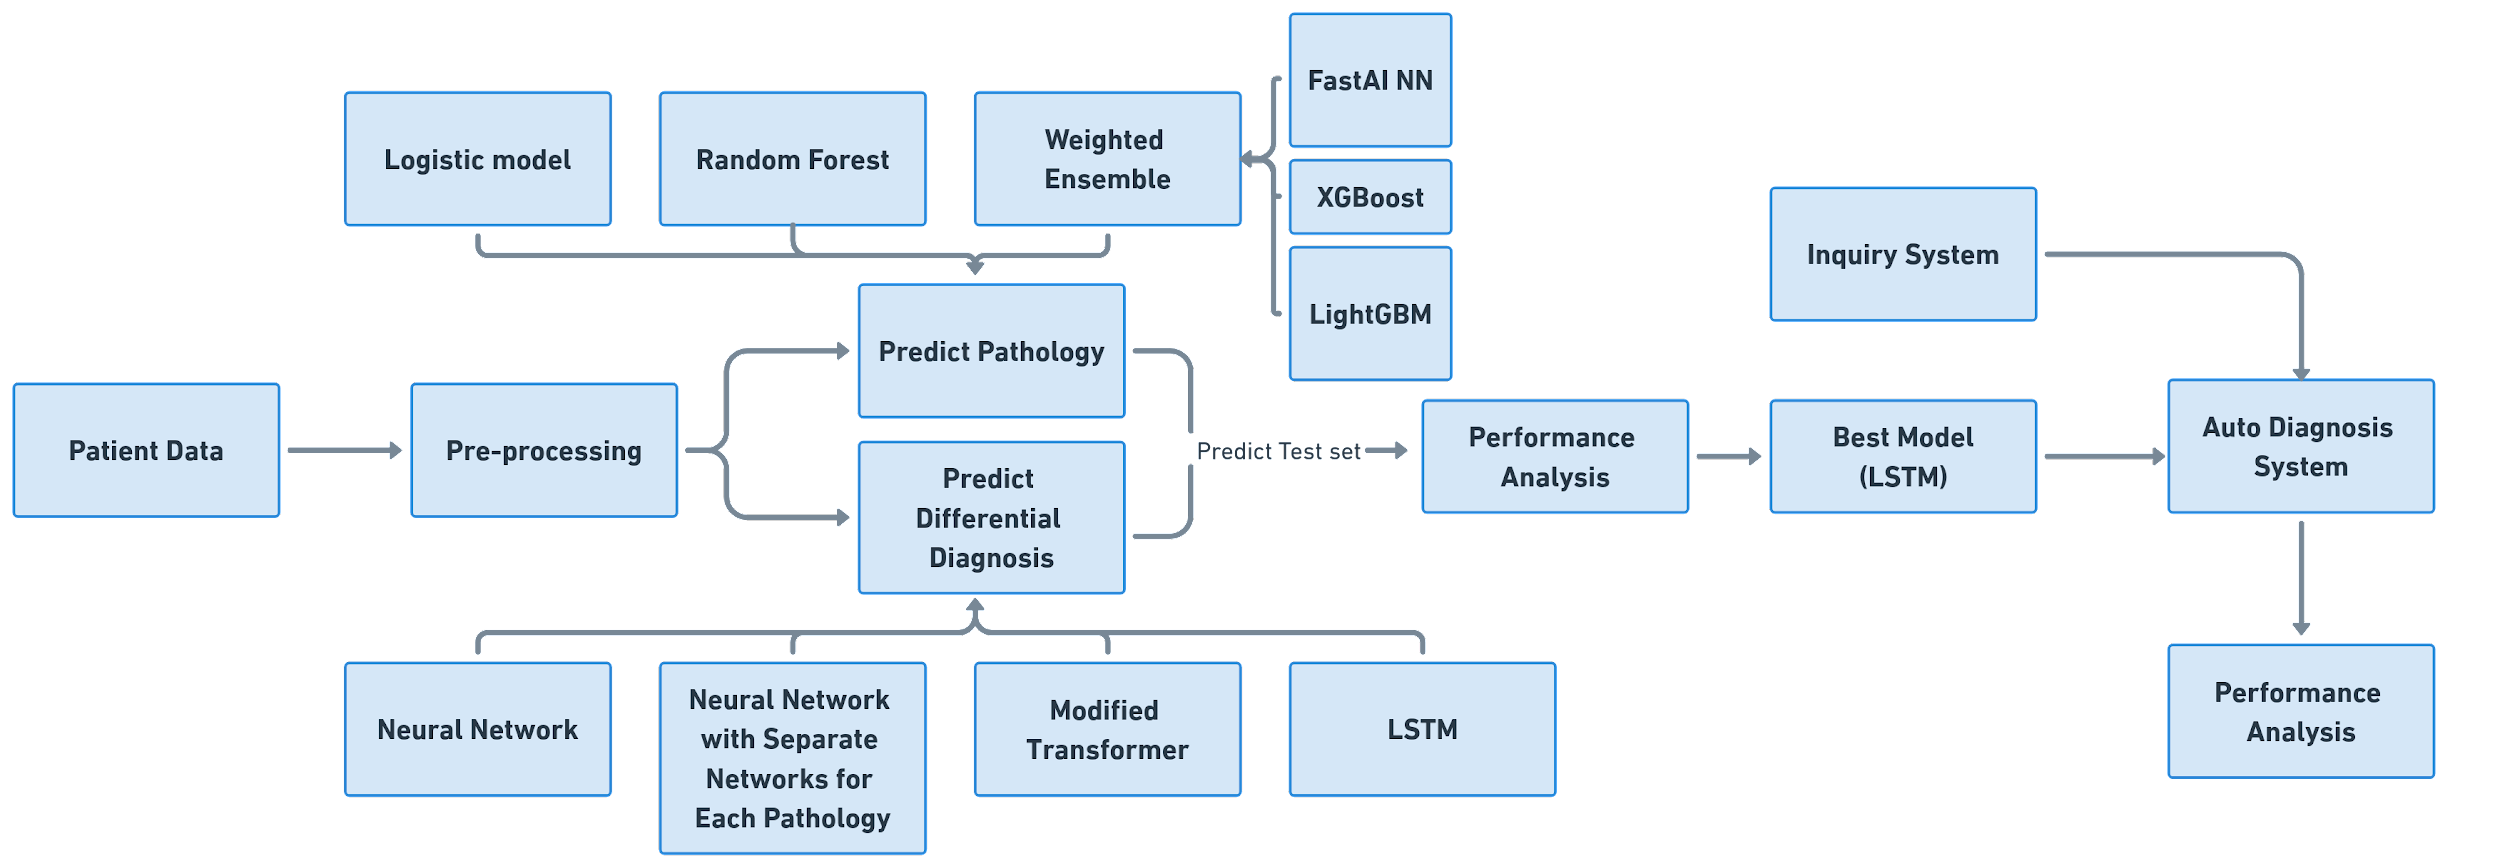 FastAI NN
Logistic model
Random Forest
Weighted
Ensemble
XGBoost
LightGBM
Inquiry System
Predict Pathology
Patient Data
Pre-processing
Predict
Differential
Diagnosis
Predict Test set
Performance
Analysis
Best Model
(LSTM)
Auto Diagnosis
System
Neural Network
Neural Network
with Separate
Networks for
Each Pathology
Modified
Transformer
LSTM
Performance
Analysis